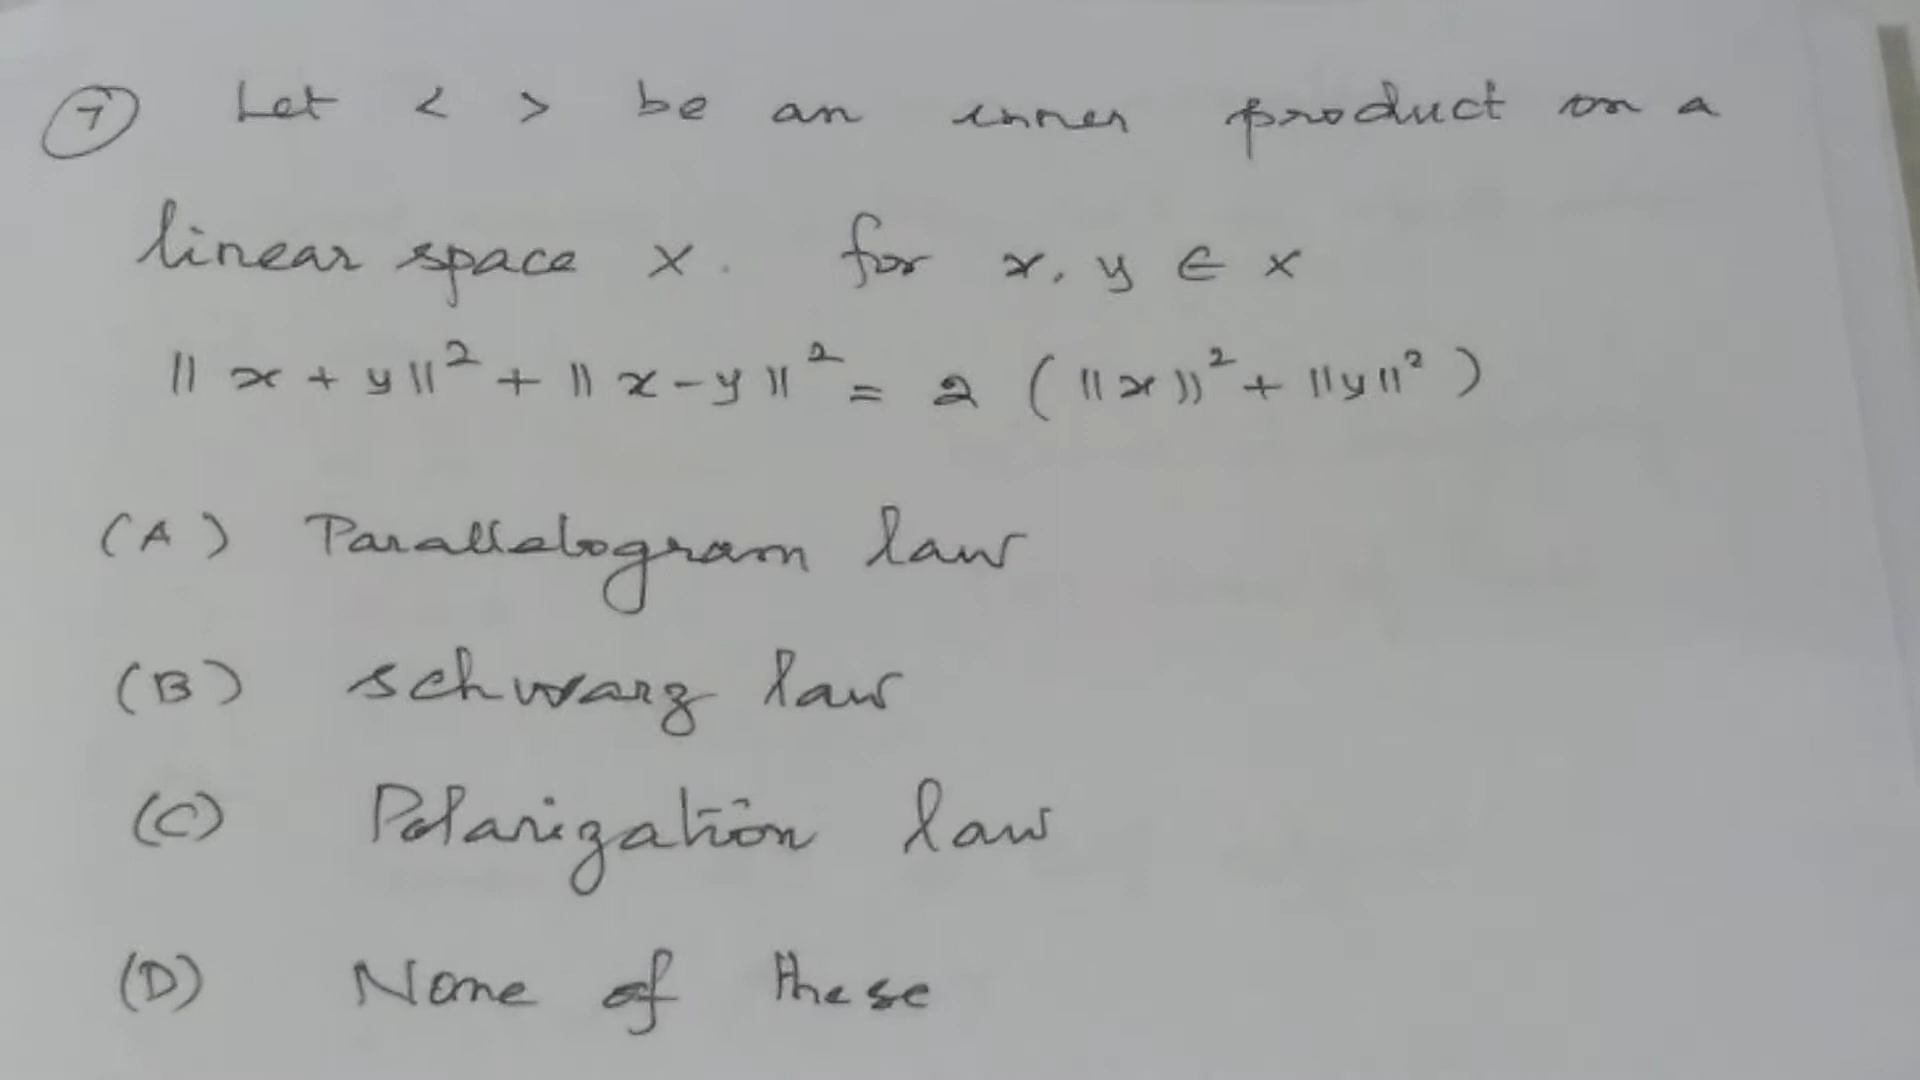 (7) Let < > be an inner product on a
linear space X. for x, y ∈ X
||x + y||² + ||x - y||² = 2 (||x||² + ||y||²)
(A) Parallelogram law
(B) schwarz law
(C) Polarization law
(D) None of these